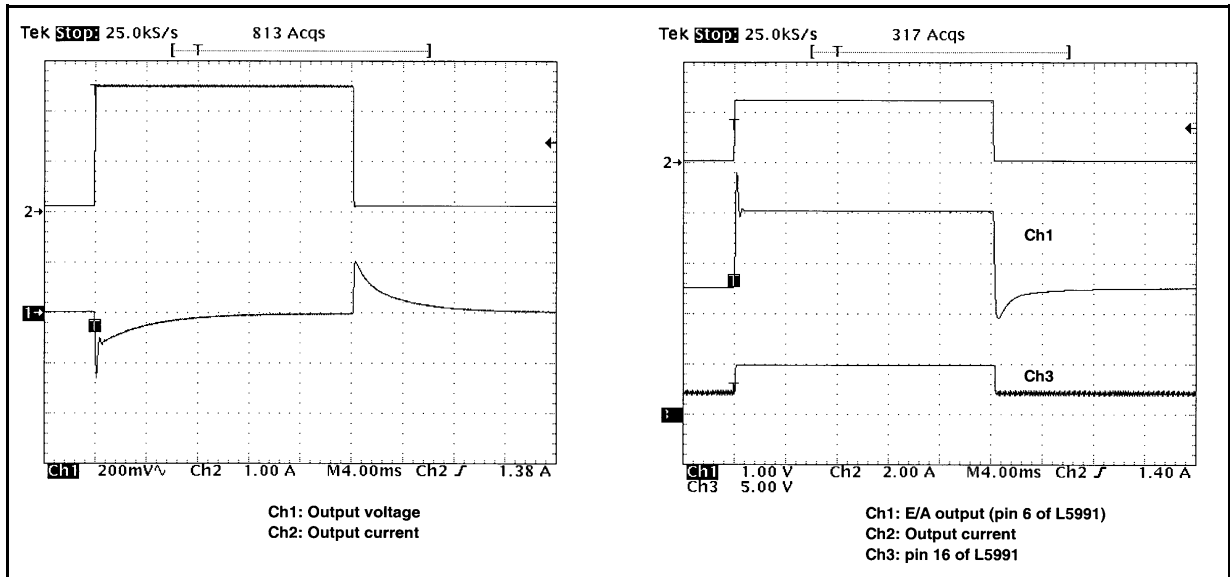 Tek Stop: 25.0kS/s 813 Acqs
T
2→
1→
T
Ch1 200mV∿ Ch2 1.00 A M4.00ms Ch2 ƒ 1.38 A
Ch1: Output voltage
Ch2: Output current
Tek Stop: 25.0kS/s 317 Acqs
T
T
2→
Ch1
T
Ch3
T
3
Ch1 1.00 V Ch2 2.00 A M4.00ms Ch2 ƒ 1.40 A
Ch3 5.00 V
Ch1: E/A output (pin 6 of L5991)
Ch2: Output current
Ch3: pin 16 of L5991